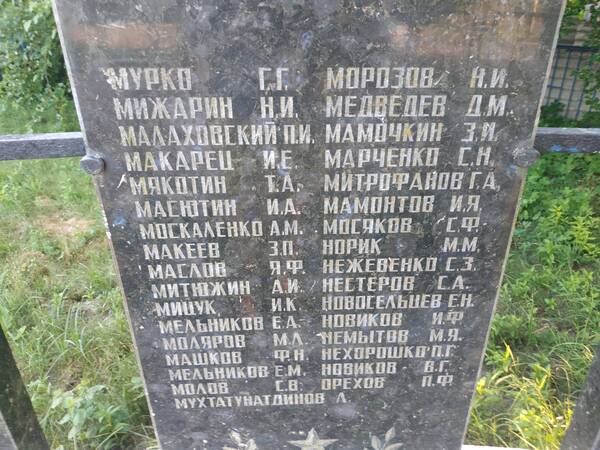 МУРКО Г.Г. МОРОЗОВ Н.И.
МИЖАРИН Н.И. МЕДВЕДЕВ Д.М.
МАЛАХОВСКИЙ П.И. МАМОЧКИН З.И.
МАКАРЕЦ И.Е. МАРЧЕНКО С.Н.
МЯКОТИН Т.А. МИТРОФАНОВ Г.А.
МАСЮТИН И.А. МАМОНТОВ И.Я.
МОСКАЛЕНКО А.М. МОСЯКОВ С.Ф.
МАКЕЕВ З.П. НОРИК М.М.
МАСЛОВ Я.Ф. НЕЖЕВЕНКО С.З.
МИТЮЖИН А.И. НЕСТЕРОВ С.А.
МИЦУК И.К. НОВОСЕЛЬЦЕВ Е.Н.
МЕЛЬНИКОВ Е.А. НОВИКОВ И.Ф
МОЛЯРОВ М.Л. НЕМЫТОВ М.Я.
МАШКОВ Ф.Н. НЕХОРОШКО П.Г.
МЕЛЬНИКОВ Е.М. НОВИКОВ В.Г.
МОЛОВ С.В. ОРЕХОВ П.Ф
МУХТАТУНАТДИНОВ Л.